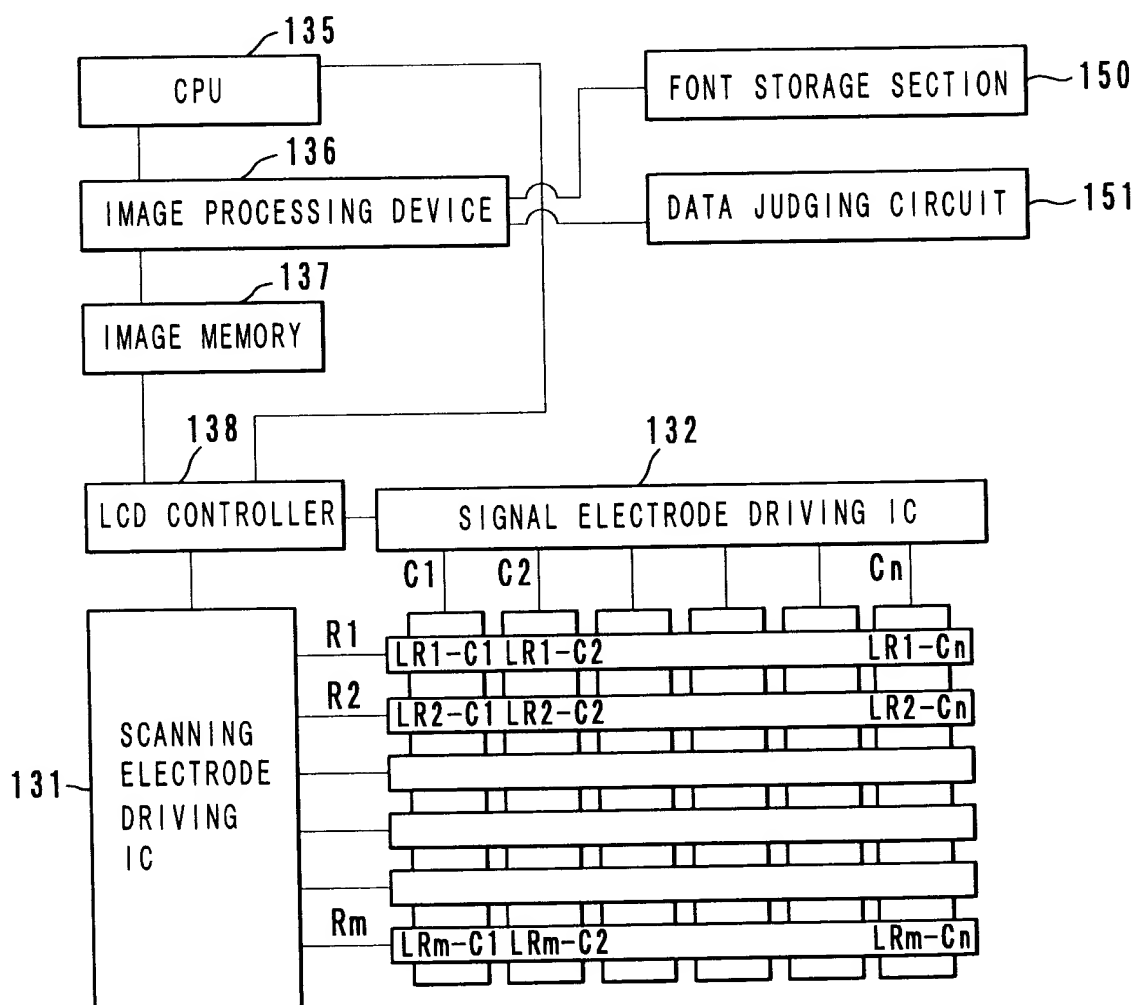 135
CPU
FONT STORAGE SECTION
150
136
IMAGE PROCESSING DEVICE
DATA JUDGING CIRCUIT
151
137
IMAGE MEMORY
138
132
LCD CONTROLLER
SIGNAL ELECTRODE DRIVING IC
C1 C2 Cn
R1
LR1-C1 LR1-C2 LR1-Cn
R2
LR2-C1 LR2-C2 LR2-Cn
131
SCANNING
ELECTRODE
DRIVING
IC
Rm
LRm-C1 LRm-C2 LRm-Cn